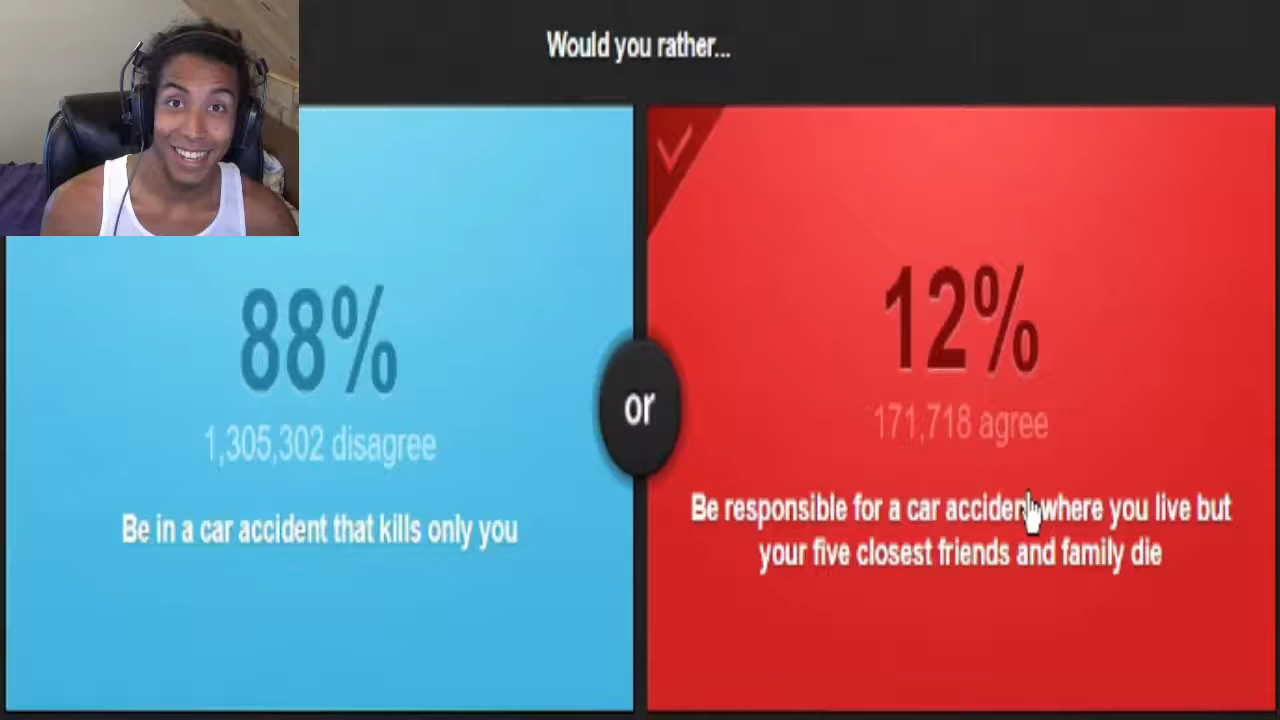 Would you rather...
88%
1,305,302 disagree
Be in a car accident that kills only you
or
12%
171,718 agree
Be responsible for a car accident where you live but
your five closest friends and family die